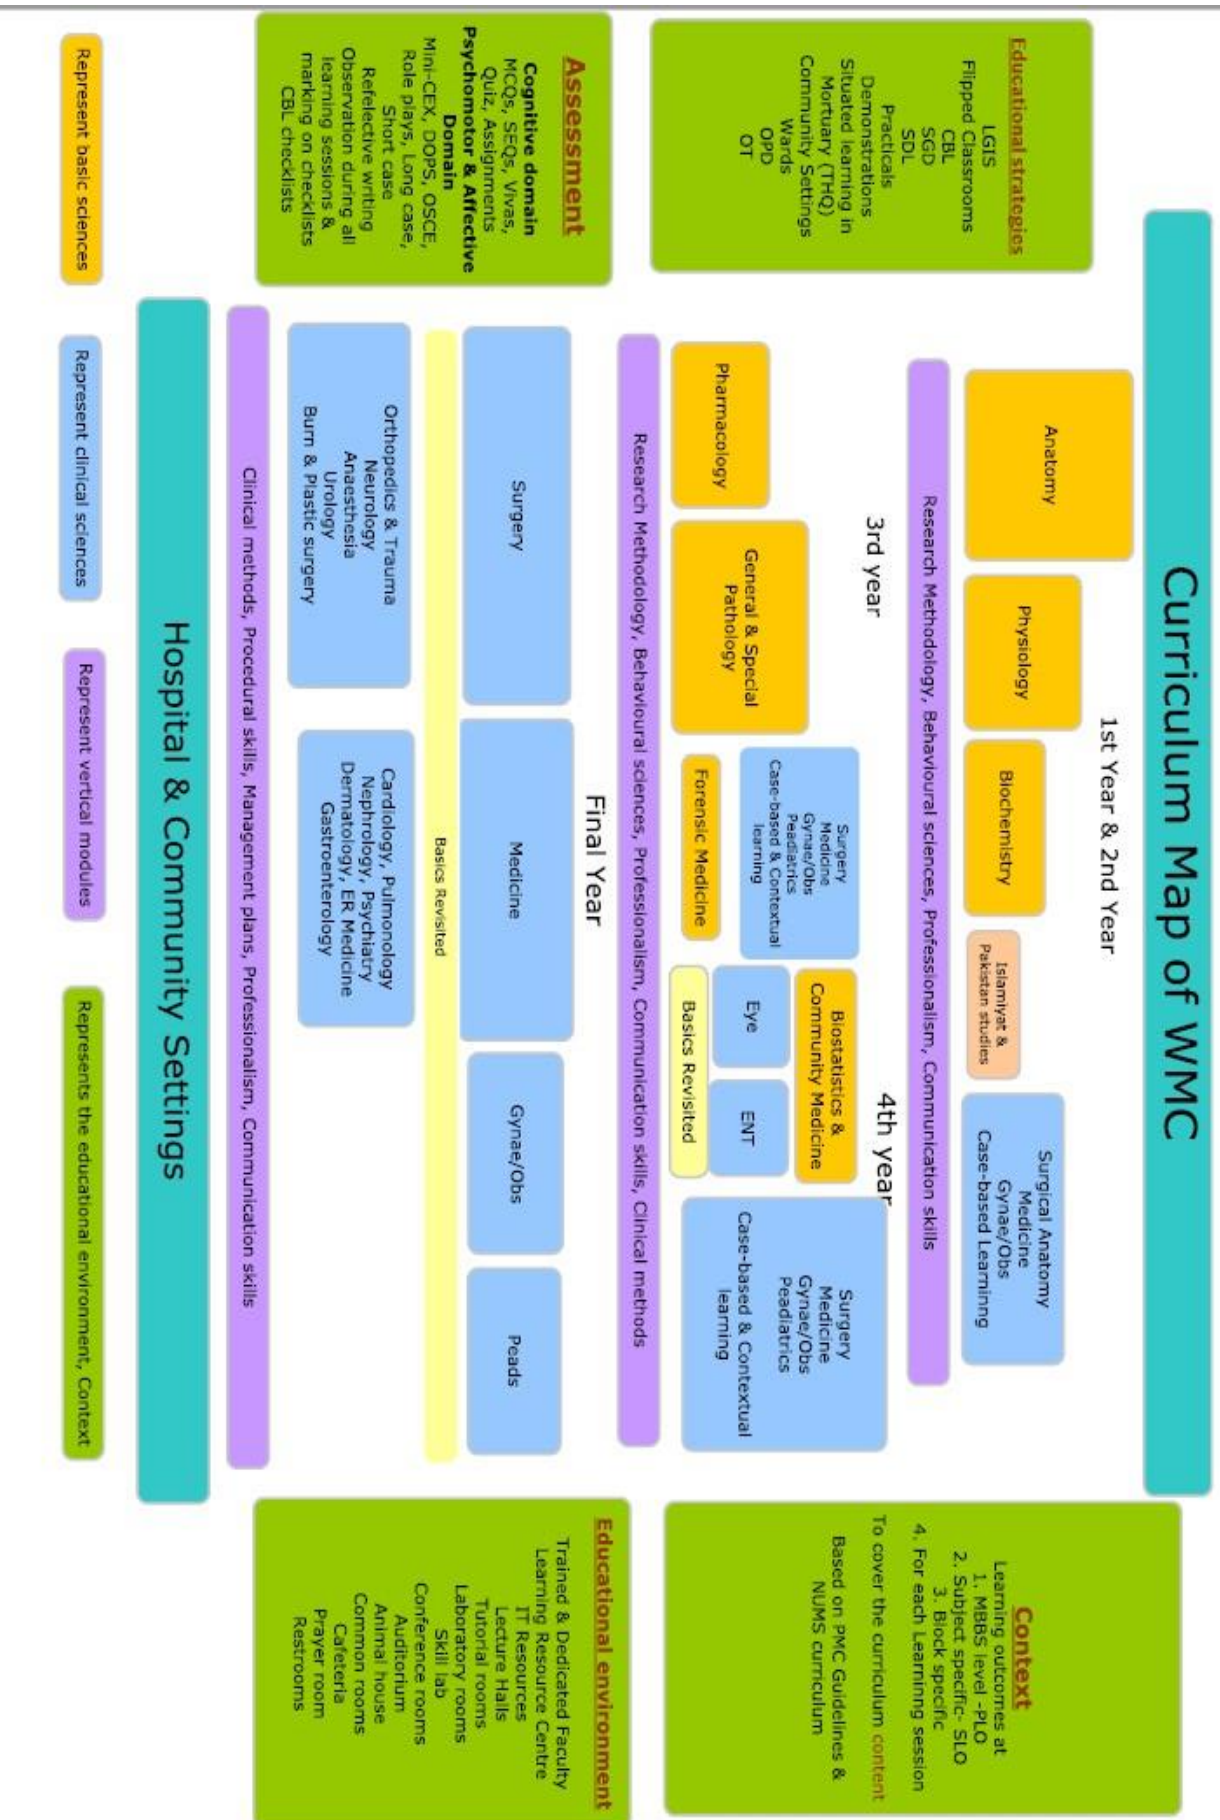 Curriculum Map of WMC
Educational strategies
LGIS
Flipped Classrooms
CBL
SGD
SDL
Practicals
Demonstrations
Situated learning in
Mortuary (THQ)
Community Settings
Wards
OPD
OT
1st Year & 2nd Year
Anatomy
Physiology
Biochemistry
Islamiyat &
Pakistan studies
Surgical Anatomy
Medicine
Gynae/Obs
Case-based Learninng
Research Methodology, Behavioural sciences, Professionalism, Communication skills
Context
Learning outcomes at
1. MBBS level -PLO
2. Subject specific- SLO
3. Block specific
4. For each Learninng session
To cover the curriculum content
Based on PMC Guidelines &
NUMS curriculum
3rd year
4th year
Pharmacology
General & Special
Pathology
Surgery
Medicine
Gynae/Obs
Peadiatrics
Case-based & Contextual
learning
Forensic Medicine
Biostatistics &
Community Medicine
Eye
ENT
Basics Revisited
Surgery
Medicine
Gynae/Obs
Peadiatrics
Case-based & Contextual
learning
Research Methodology, Behavioural sciences, Professionalism, Communication skills, Clinical methods
Assessment
Cognitive domain
MCQs, SEQs, Vivas,
Quiz, Assignments
Psychomotor & Affective
Domain
Mini-CEX, DOPS, OSCE,
Role plays, Long case,
Short case
Refelective writing
Observation during all
learning sessions &
marking on checklists
CBL checklists
Final Year
Surgery
Medicine
Gynae/Obs
Peads
Basics Revisited
Orthopedics & Trauma
Neurology
Anaesthesia
Urology
Burn & Plastic surgery
Cardiology, Pulmonology
Nephrology, Psychiatry
Dermatology, ER Medicine
Gastroenterology
Clinical methods, Procedural skills, Management plans, Professionalism, Communication skills
Educational environment
Trained & Dedicated Faculty
Learning Resource Centre
IT Resources
Lecture Halls
Tutorial rooms
Laboratory rooms
Skill lab
Conference rooms
Auditorium
Animal house
Common rooms
Cafeteria
Prayer room
Restrooms
Hospital & Community Settings
Represent basic sciences
Represent clinical sciences
Represent vertical modules
Represents the educational environment, Context